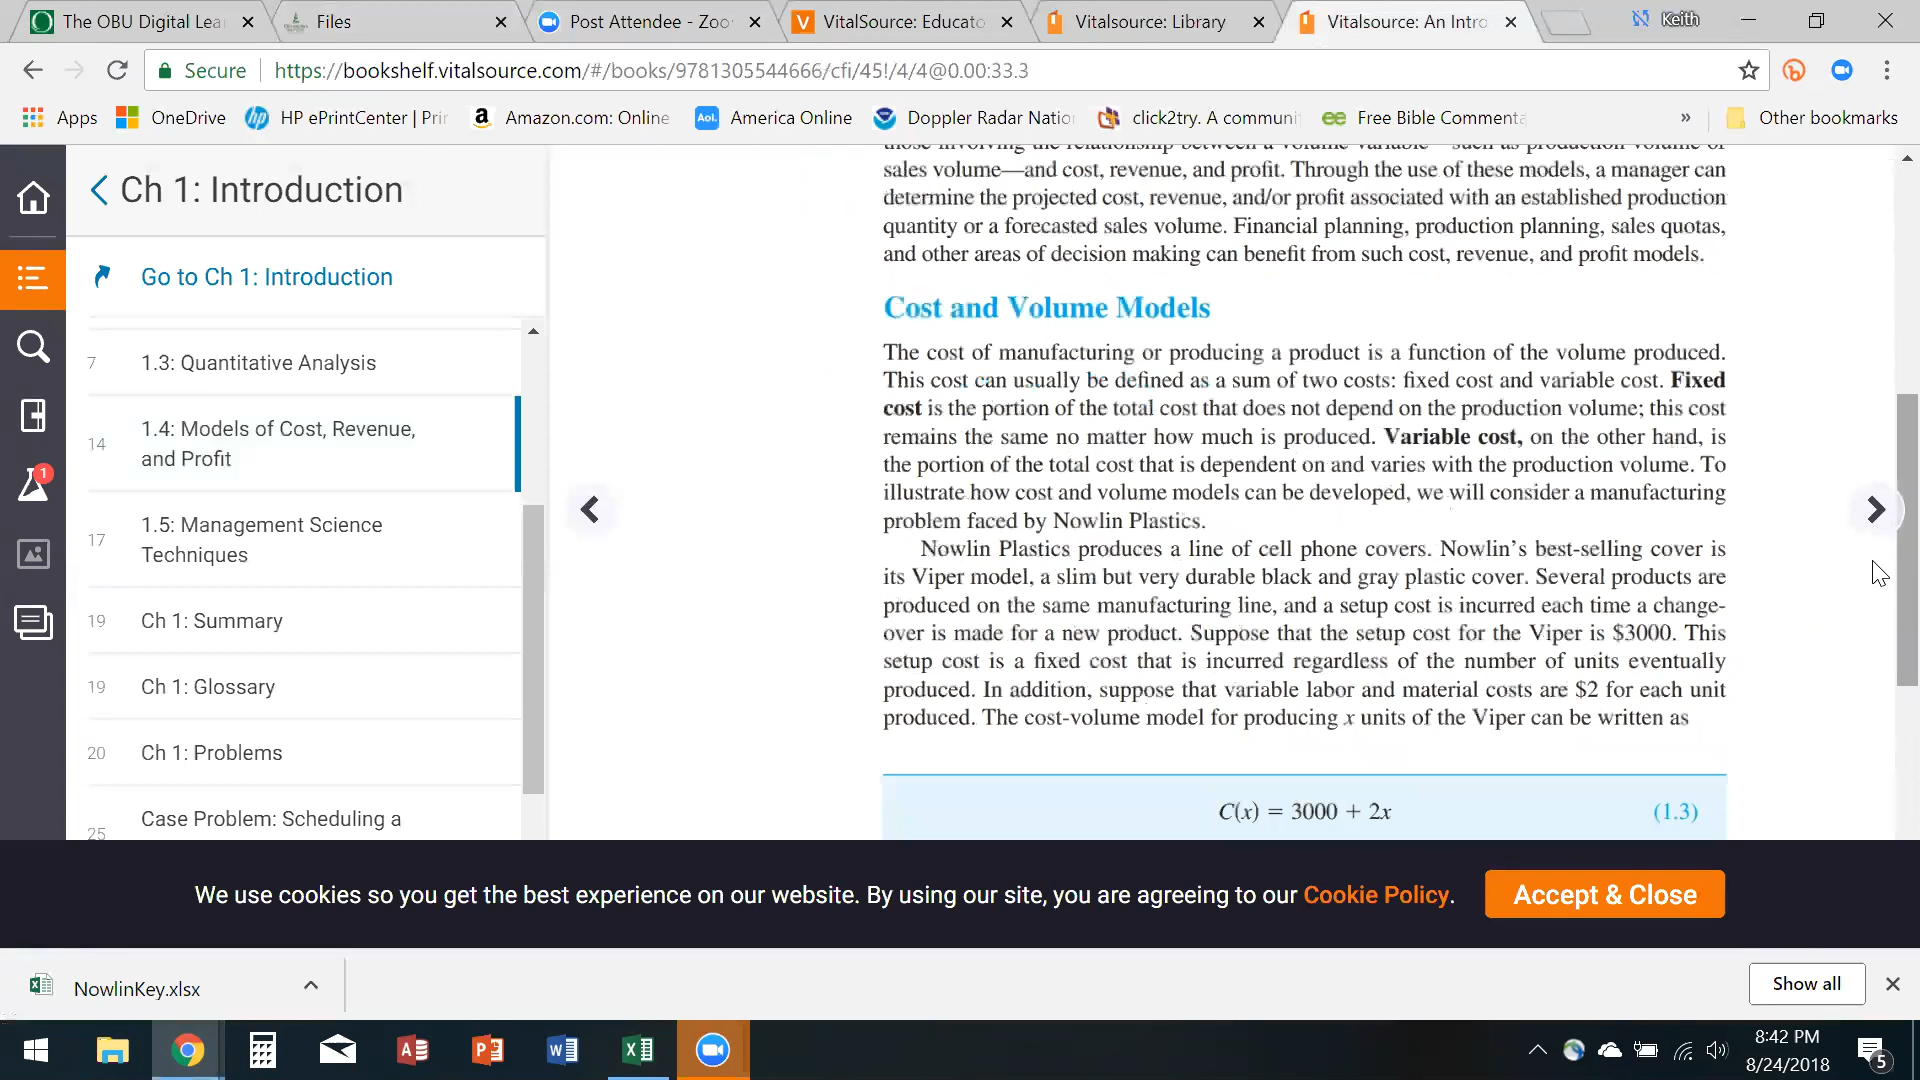 The OBU Digital Lea
Files
Post Attendee - Zoo
VitalSource: Educato
Vitalsource: Library
Vitalsource: An Intro
Keith
Secure
https://bookshelf.vitalsource.com/#/books/9781305544666/cfi/45!/4/4@0.00:33.3
Apps
OneDrive
HP ePrintCenter | Prin
Amazon.com: Online
Aol.
America Online
Doppler Radar Natio
click2try. A communi
Free Bible Commenta
»
Other bookmarks
Ch 1: Introduction
Go to Ch 1: Introduction
7 1.3: Quantitative Analysis
14 1.4: Models of Cost, Revenue,
and Profit
17 1.5: Management Science
Techniques
19 Ch 1: Summary
19 Ch 1: Glossary
20 Ch 1: Problems
25 Case Problem: Scheduling a
1
those involving the relationship between a volume variable—such as production volume or
sales volume—and cost, revenue, and profit. Through the use of these models, a manager can
determine the projected cost, revenue, and/or profit associated with an established production
quantity or a forecasted sales volume. Financial planning, production planning, sales quotas,
and other areas of decision making can benefit from such cost, revenue, and profit models.
Cost and Volume Models
The cost of manufacturing or producing a product is a function of the volume produced.
This cost can usually be defined as a sum of two costs: fixed cost and variable cost. Fixed
cost is the portion of the total cost that does not depend on the production volume; this cost
remains the same no matter how much is produced. Variable cost, on the other hand, is
the portion of the total cost that is dependent on and varies with the production volume. To
illustrate how cost and volume models can be developed, we will consider a manufacturing
problem faced by Nowlin Plastics.
Nowlin Plastics produces a line of cell phone covers. Nowlin's best-selling cover is
its Viper model, a slim but very durable black and gray plastic cover. Several products are
produced on the same manufacturing line, and a setup cost is incurred each time a change-
over is made for a new product. Suppose that the setup cost for the Viper is $3000. This
setup cost is a fixed cost that is incurred regardless of the number of units eventually
produced. In addition, suppose that variable labor and material costs are $2 for each unit
produced. The cost-volume model for producing x units of the Viper can be written as
C(x) = 3000 + 2x (1.3)
We use cookies so you get the best experience on our website. By using our site, you are agreeing to our Cookie Policy.
Accept & Close
NowlinKey.xlsx
Show all
8:42 PM
8/24/2018
5